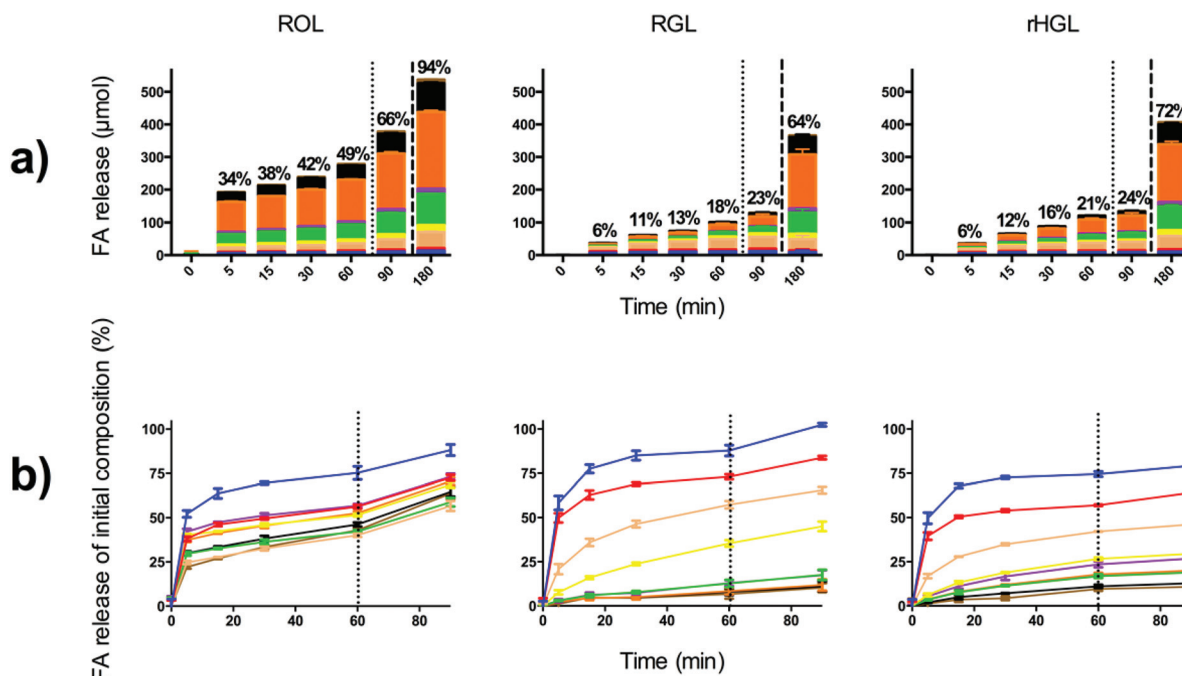 ROL RGL rHGL
a)
FA release (µmol)
500 400 300 200 100 0
34% 38% 42% 49% 66% 94%
0 5 15 30 60 90 180
500 400 300 200 100 0
6% 11% 13% 18% 23% 64%
0 5 15 30 60 90 180
500 400 300 200 100 0
6% 12% 16% 21% 24% 72%
0 5 15 30 60 90 180
Time (min)
b)
FA release of initial composition (%)
100 75 50 25 0
0 20 40 60 80
100 75 50 25 0
0 20 40 60 80
100 75 50 25 0
0 20 40 60 80
Time (min)